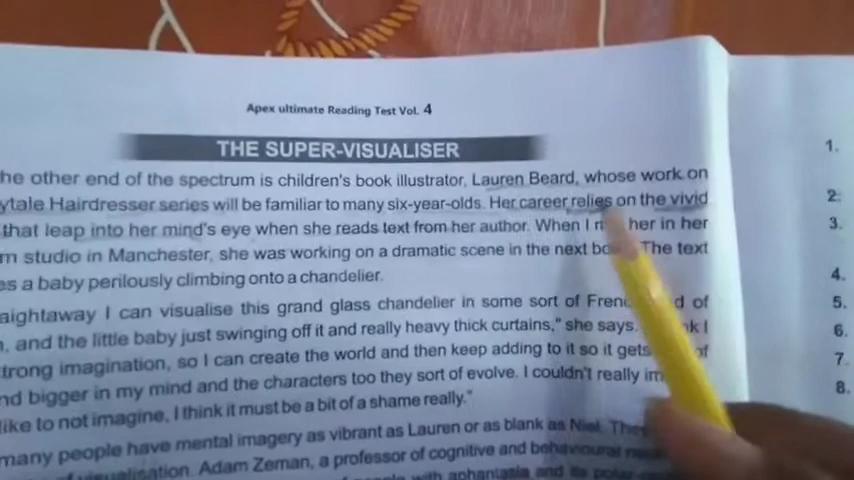 Apex ultimate Reading Test Vol. 4
THE SUPER-VISUALISER
he other end of the spectrum is children's book illustrator, Lauren Beard, whose work on
ytale Hairdresser series will be familiar to many six-year-olds. Her career relies on the vivid
that leap into her mind's eye when she reads text from her author. When I her in her
m studio in Manchester, she was working on a dramatic scene in the next The text
es a baby perilously climbing onto a chandelier.
aightaway I can visualise this grand glass chandelier in some sort of of
, and the little baby just swinging off it and really heavy thick curtains," she says. I
trong imagination, so I can create the world and then keep adding to it so it gets of
nd bigger in my mind and the characters too they sort of evolve. I couldn't really
like to not imagine, I think it must be a bit of a shame really."
many people have mental imagery as vibrant as Lauren or as blank as Niel.
of visualisation. Adam Zeman, a professor of cognitive and behavioural
with aphantasia and its
1.
2.
3.
4.
5.
6.
7.
8.